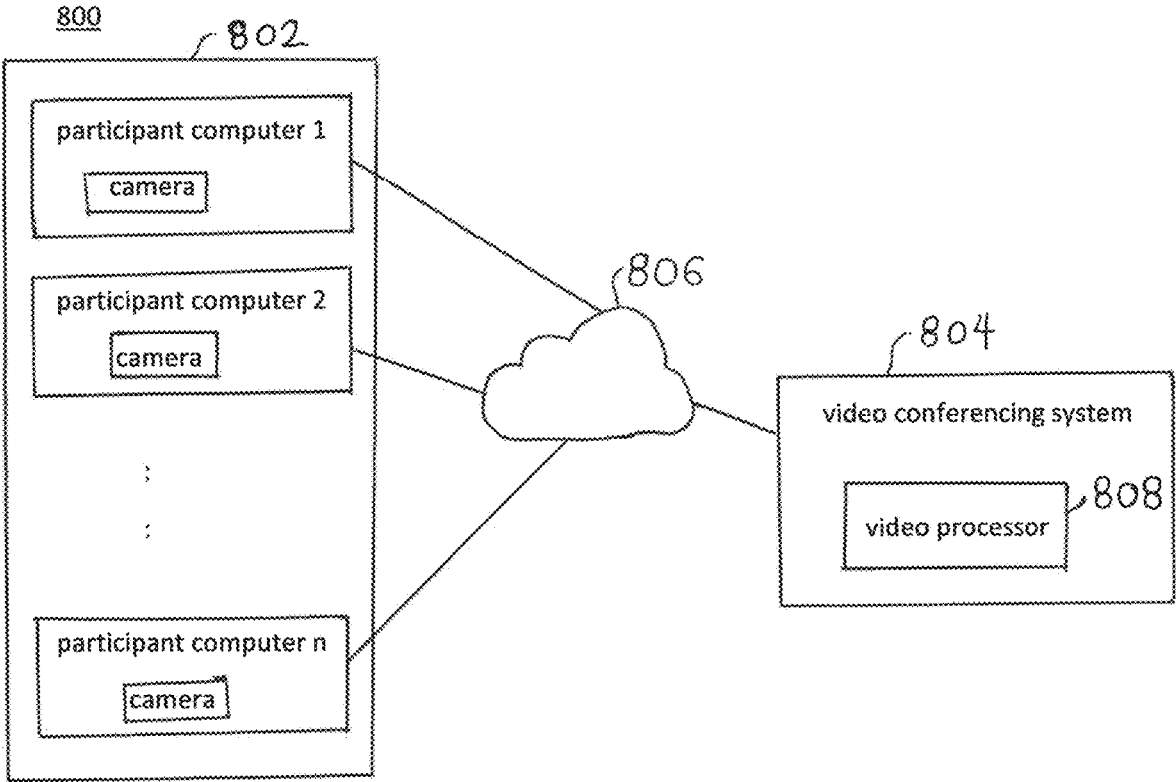 800
802
participant computer 1
camera
participant computer 2
camera
:
:
participant computer n
camera
806
804
video conferencing system
808
video processor